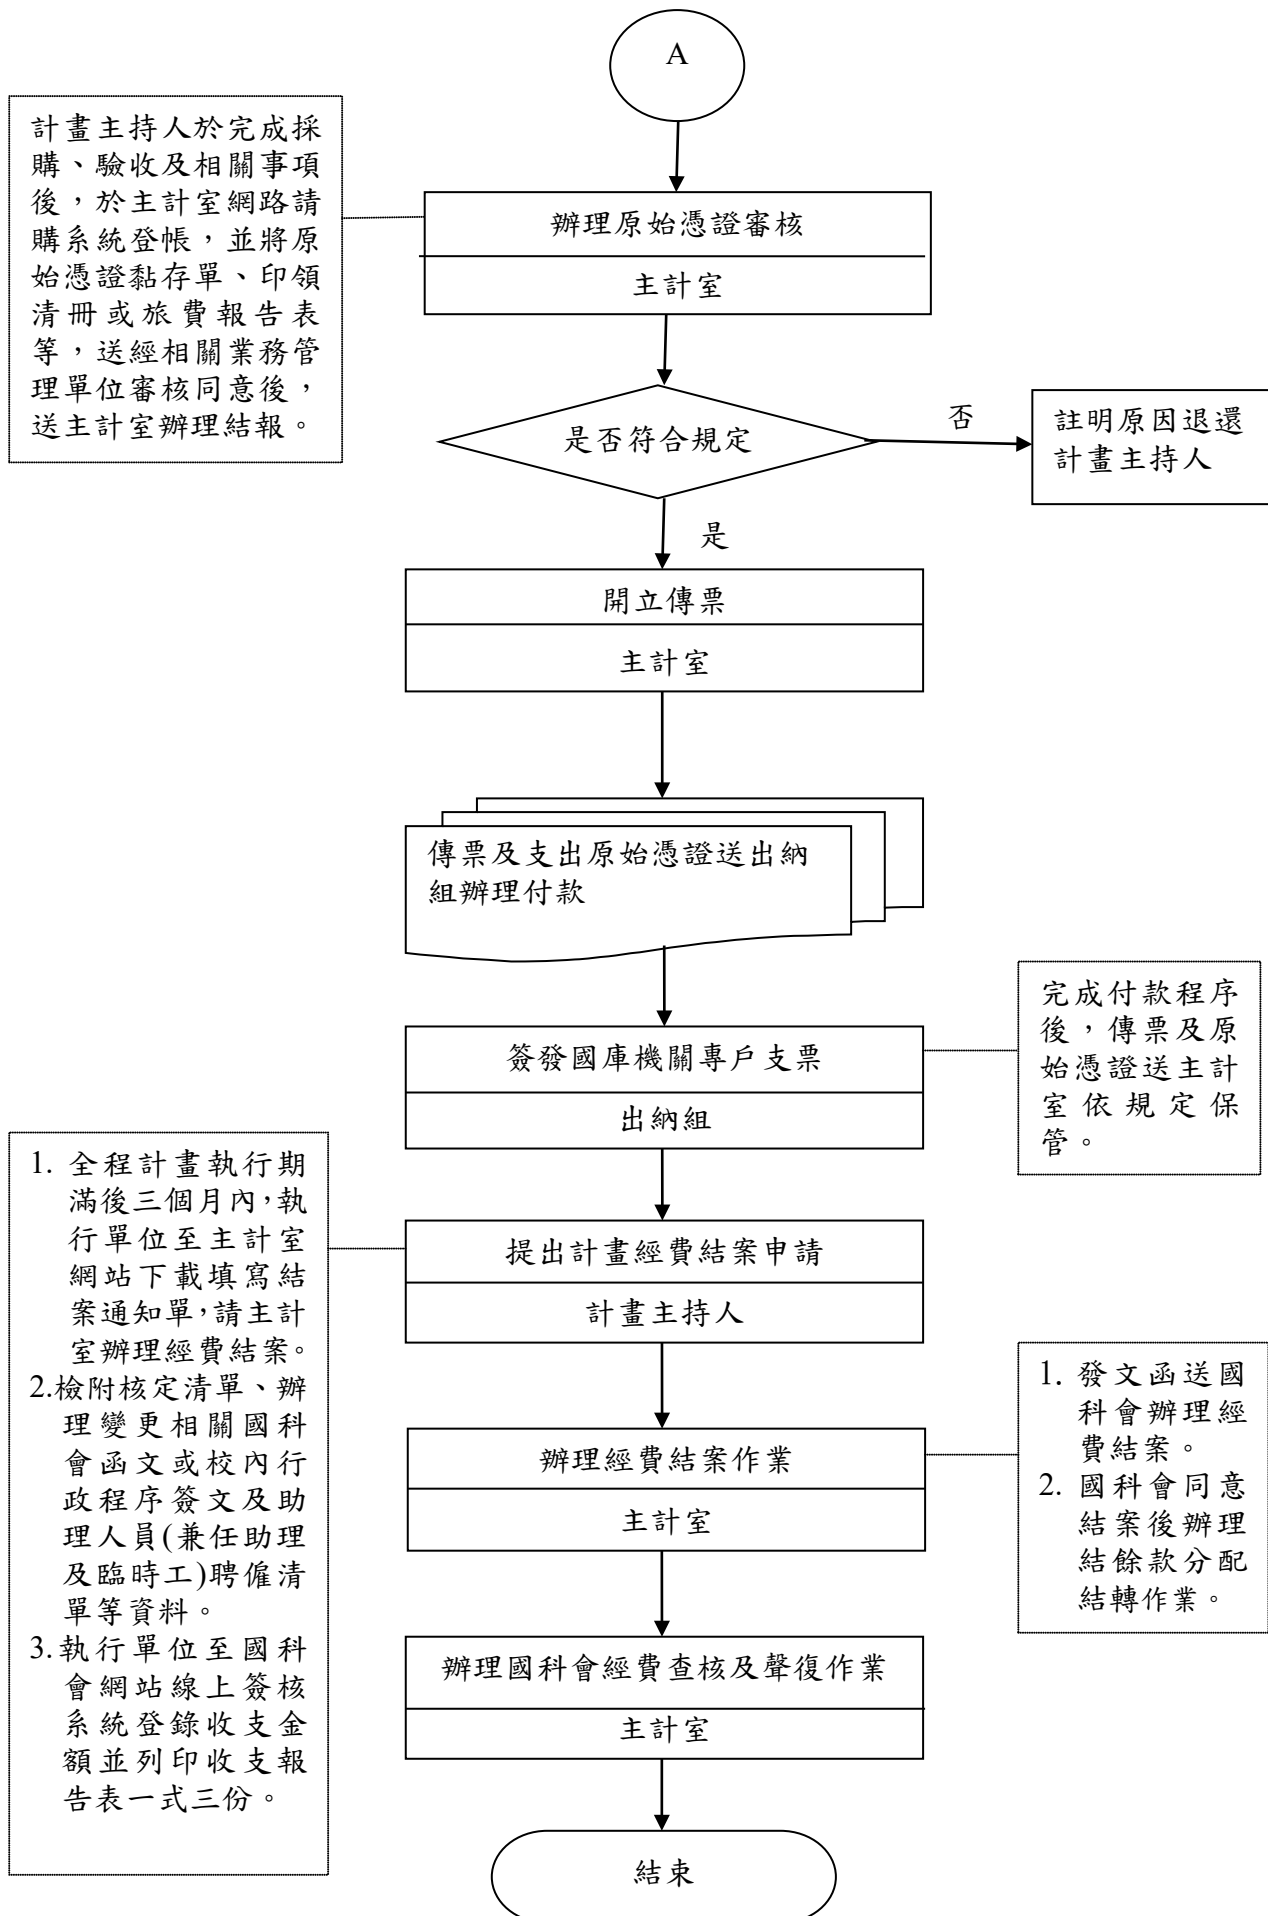 A
計畫主持人於完成採
購、驗收及相關事項
後，於主計室網路請
購系統登帳，並將原
始憑證黏存單、印領
清冊或旅費報告表
等，送經相關業務管
理單位審核同意後，
送主計室辦理結報。
辦理原始憑證審核
主計室
是否符合規定
否
註明原因退還
計畫主持人
是
開立傳票
主計室
傳票及支出原始憑證送出納
組辦理付款
簽發國庫機關專戶支票
出納組
完成付款程序
後，傳票及原
始憑證送主計
室依規定保
管。
1. 全程計畫執行期
滿後三個月內，執
行單位至主計室
網站下載填寫結
案通知單，請主計
室辦理經費結案。
2.檢附核定清單、辦
理變更相關國科
會函文或校內行
政程序簽文及助
理人員(兼任助理
及臨時工)聘僱清
單等資料。
3.執行單位至國科
會網站線上簽核
系統登錄收支金
額並列印收支報
告表一式三份。
提出計畫經費結案申請
計畫主持人
辦理經費結案作業
主計室
1. 發文函送國
科會辦理經
費結案。
2. 國科會同意
結案後辦理
結餘款分配
結轉作業。
辦理國科會經費查核及聲復作業
主計室
結束